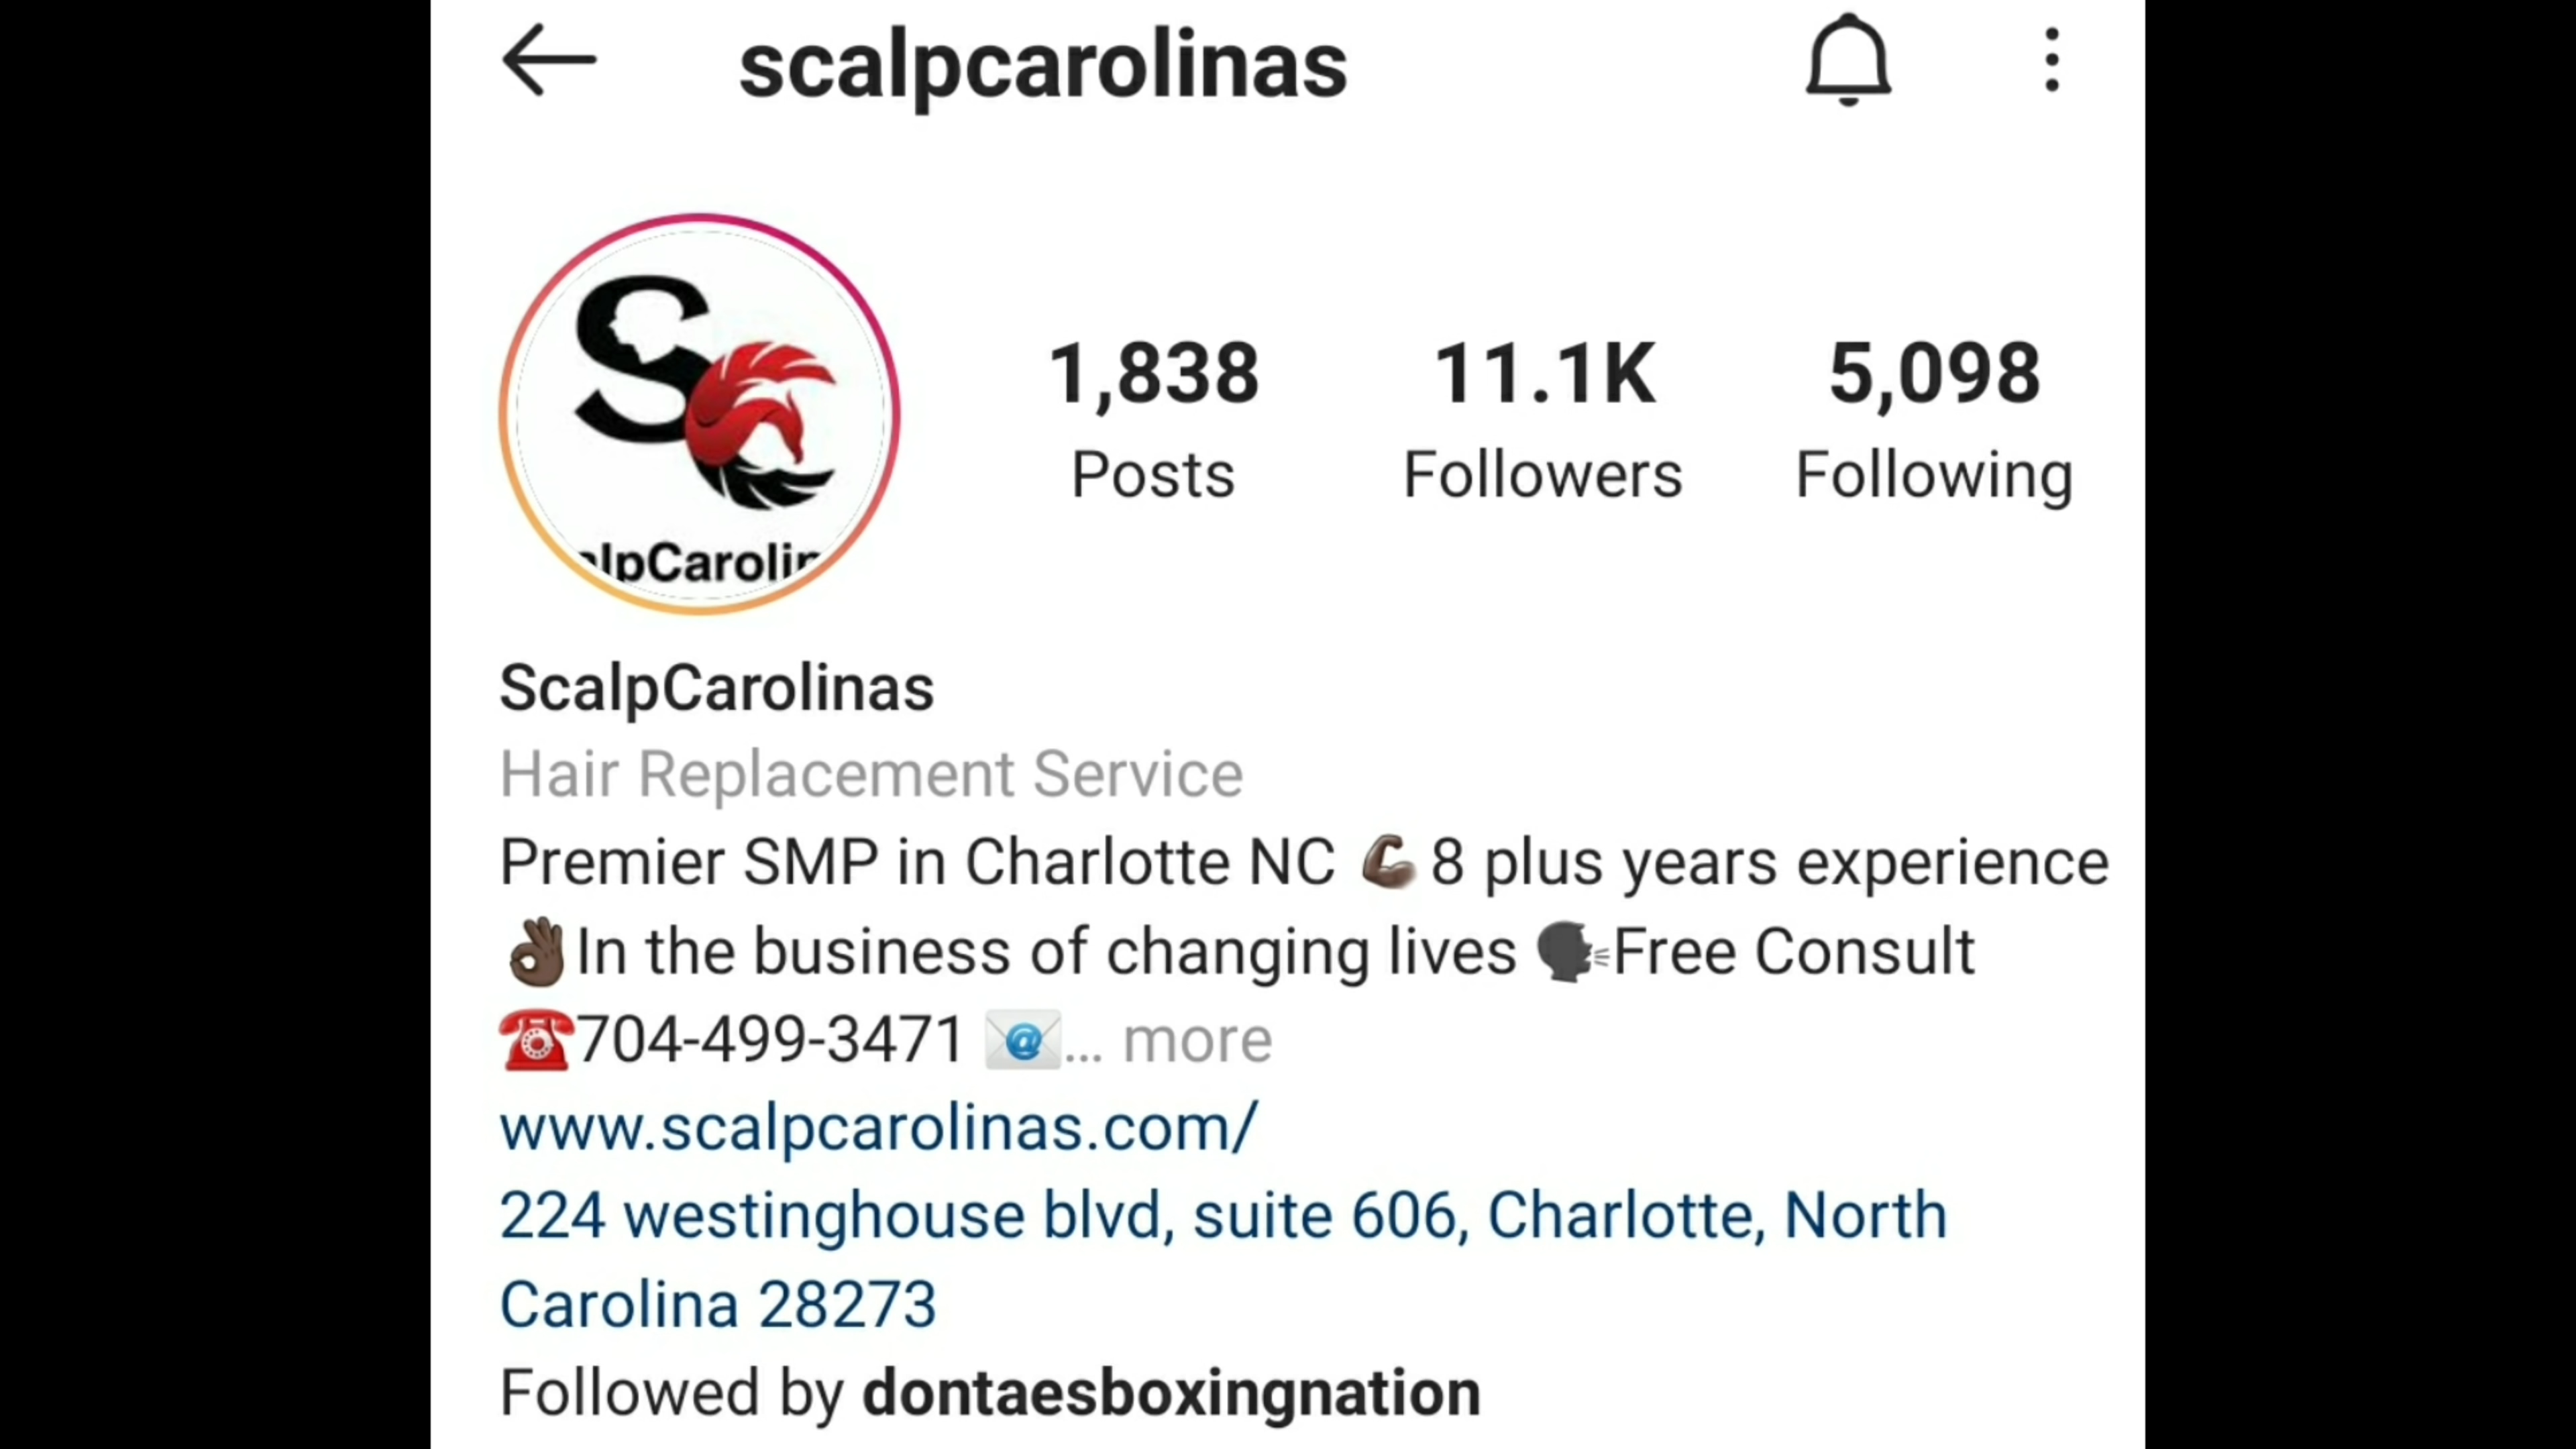 scalpcarolinas
SC
alpCarolin
1,838 11.1K 5,098
Posts Followers Following
ScalpCarolinas
Hair Replacement Service
Premier SMP in Charlotte NC 💪🏿 8 plus years experience
👌🏿In the business of changing lives 🗣Free Consult
☎️704-499-3471 📧... more
www.scalpcarolinas.com/
224 westinghouse blvd, suite 606, Charlotte, North
Carolina 28273
Followed by dontaesboxingnation